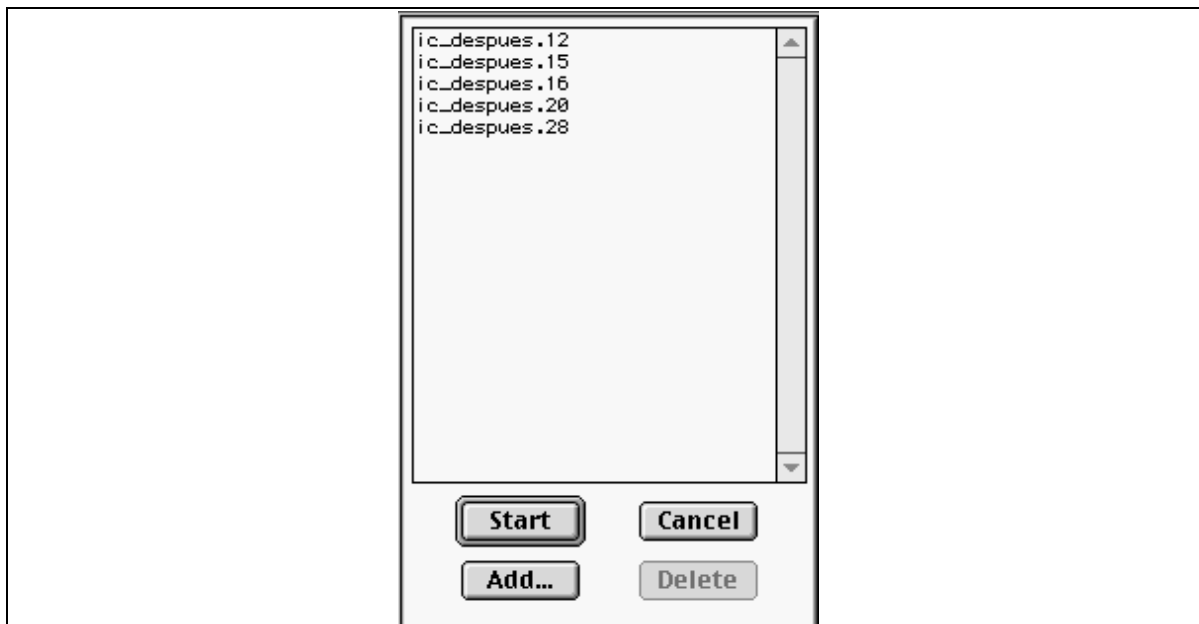 ic_despues.12
ic_despues.15
ic_despues.16
ic_despues.20
ic_despues.28
Start Cancel
Add... Delete